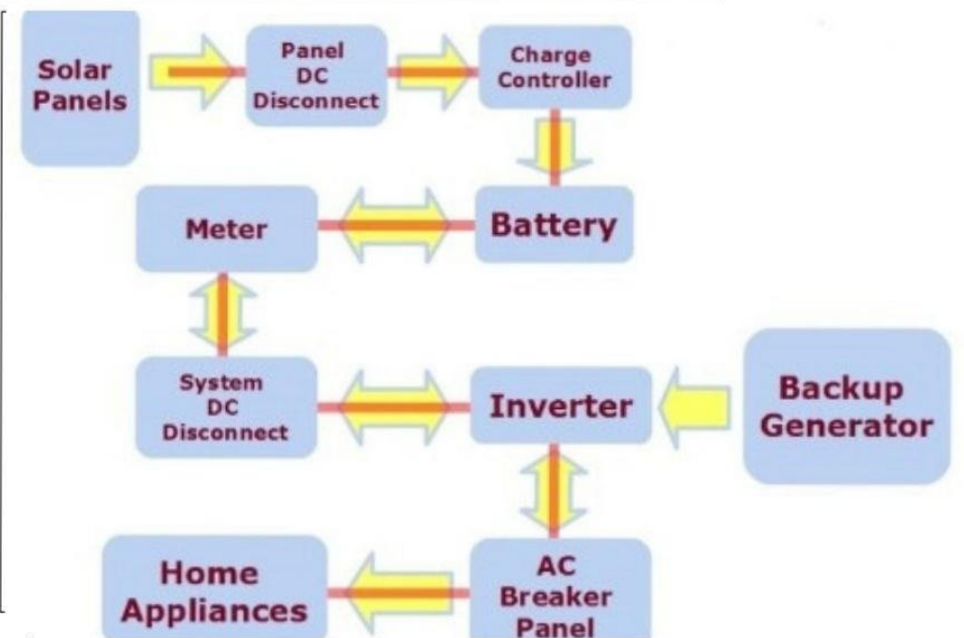 Solar
Panels
Panel
DC
Disconnect
Charge
Controller
Meter
Battery
System
DC
Disconnect
Inverter
Backup
Generator
Home
Appliances
AC
Breaker
Panel